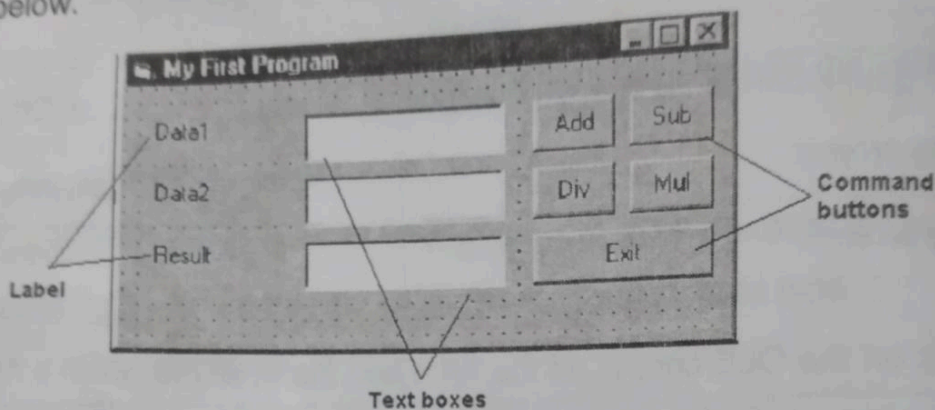 below.
My First Program
Data1
Add
Sub
Data2
Div
Mul
Command
buttons
Result
Exit
Label
Text boxes